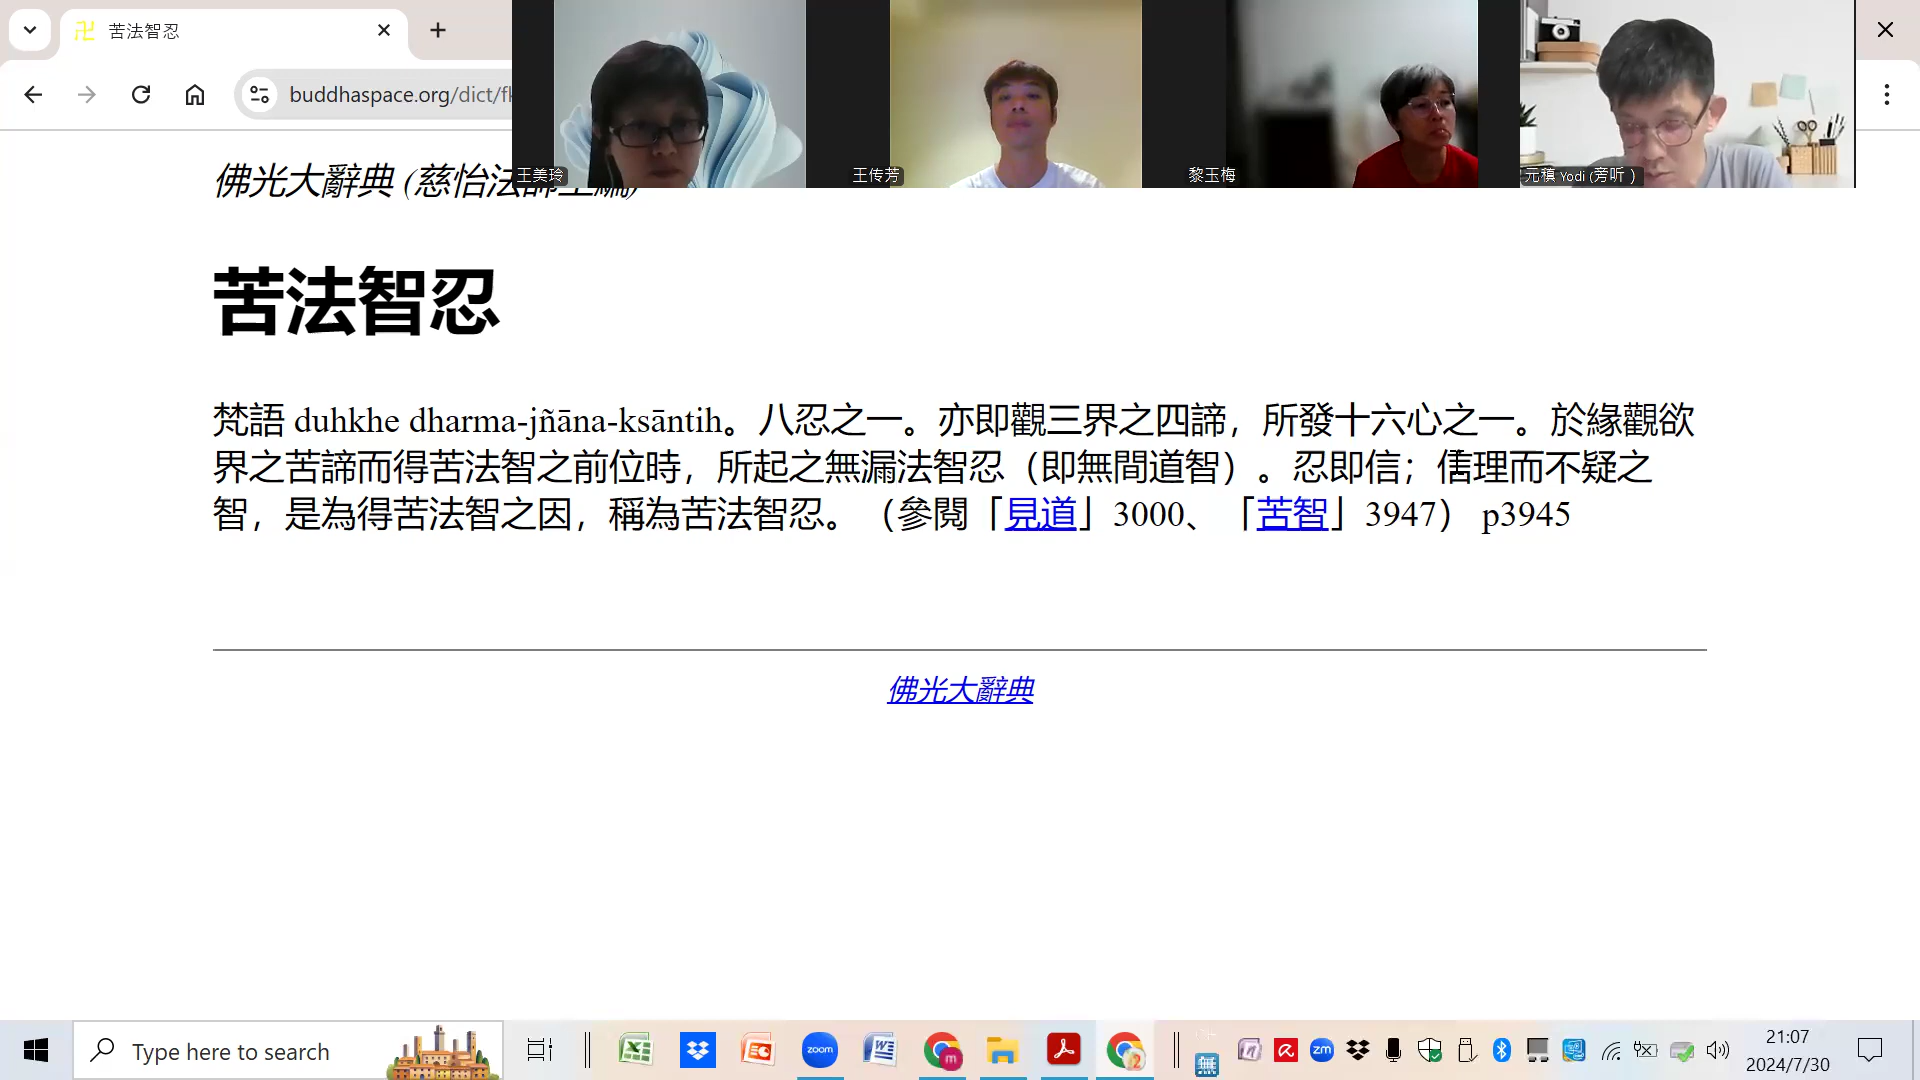 苦法智忍
buddhaspace.org/dict/fk
王美玲
王传芳
黎玉梅
元稹 Yodi (旁听 )
佛光大辭典 (慈怡法師主編)
苦法智忍
梵語 duhkhe dharma-jñāna-ksāntih。八忍之一。亦即觀三界之四諦，所發十六心之一。於緣觀欲
界之苦諦而得苦法智之前位時，所起之無漏法智忍（即無間道智）。忍即信；信理而不疑之
智，是為得苦法智之因，稱為苦法智忍。（參閱「見道」3000、「苦智」3947） p3945
佛光大辭典
Type here to search
zoom
zm
21:07
2024/7/30